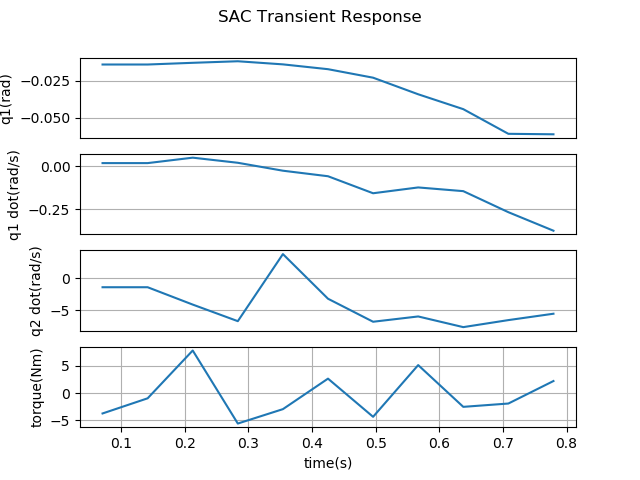 SAC Transient Response
q1(rad)
−0.025
−0.050
q1 dot(rad/s)
0.00
−0.25
q2 dot(rad/s)
0
−5
torque(Nm)
5
0
−5
0.1 0.2 0.3 0.4 0.5 0.6 0.7 0.8
time(s)